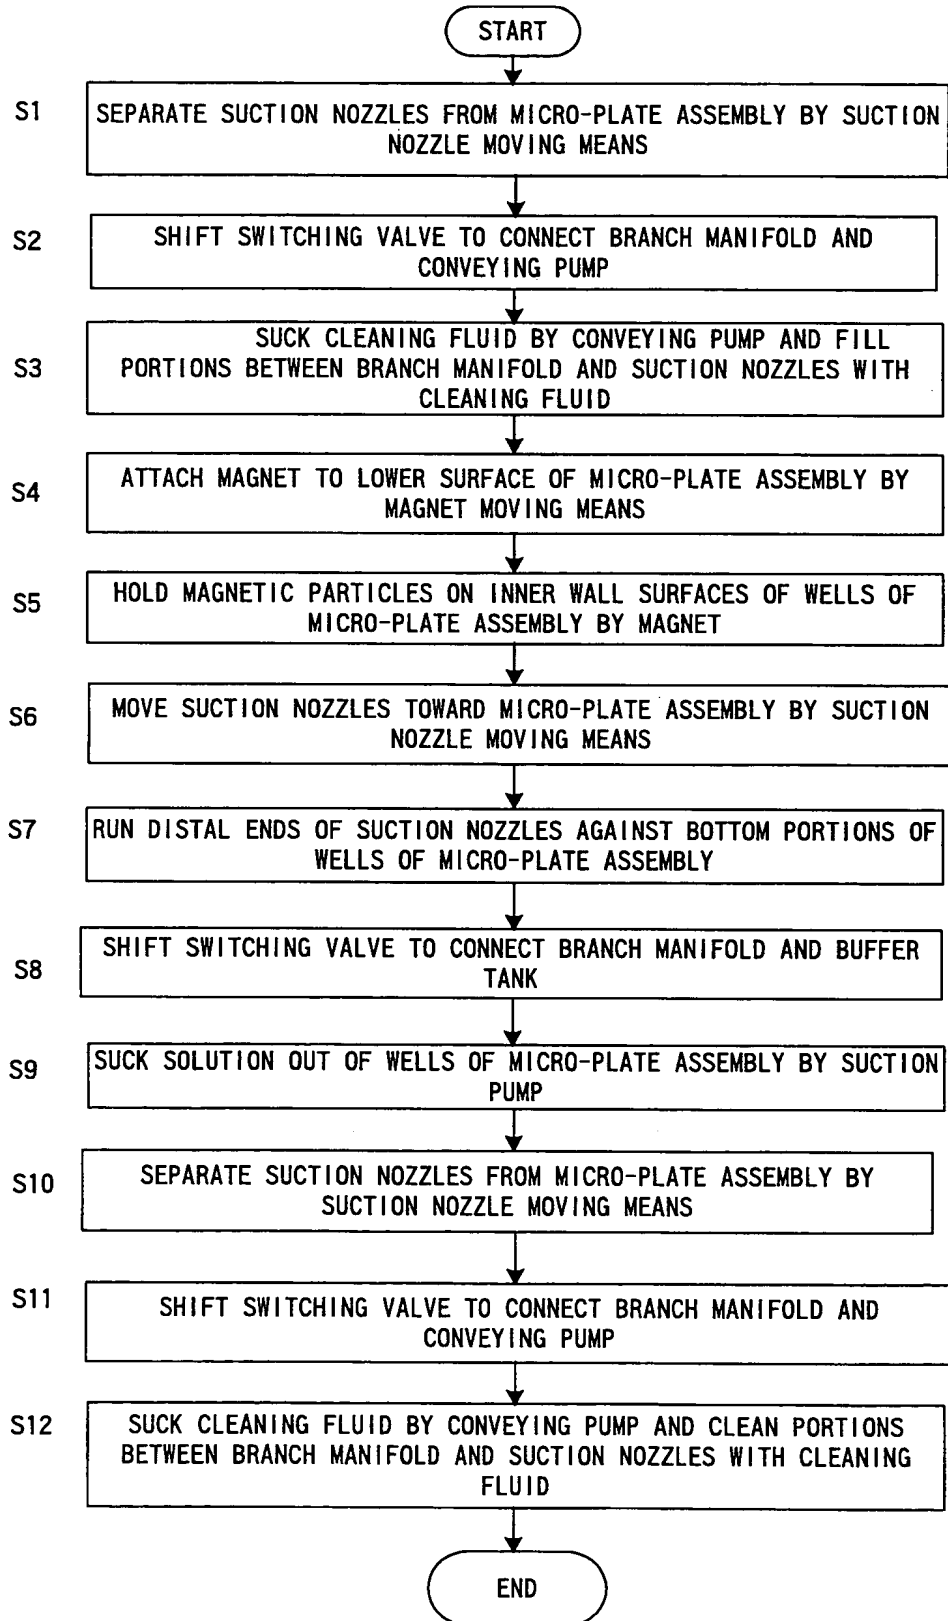 START
S1
SEPARATE SUCTION NOZZLES FROM MICRO-PLATE ASSEMBLY BY SUCTION
NOZZLE MOVING MEANS
S2
SHIFT SWITCHING VALVE TO CONNECT BRANCH MANIFOLD AND
CONVEYING PUMP
S3
SUCK CLEANING FLUID BY CONVEYING PUMP AND FILL
PORTIONS BETWEEN BRANCH MANIFOLD AND SUCTION NOZZLES WITH
CLEANING FLUID
S4
ATTACH MAGNET TO LOWER SURFACE OF MICRO-PLATE ASSEMBLY BY
MAGNET MOVING MEANS
S5
HOLD MAGNETIC PARTICLES ON INNER WALL SURFACES OF WELLS OF
MICRO-PLATE ASSEMBLY BY MAGNET
S6
MOVE SUCTION NOZZLES TOWARD MICRO-PLATE ASSEMBLY BY SUCTION
NOZZLE MOVING MEANS
S7
RUN DISTAL ENDS OF SUCTION NOZZLES AGAINST BOTTOM PORTIONS OF
WELLS OF MICRO-PLATE ASSEMBLY
S8
SHIFT SWITCHING VALVE TO CONNECT BRANCH MANIFOLD AND BUFFER
TANK
S9
SUCK SOLUTION OUT OF WELLS OF MICRO-PLATE ASSEMBLY BY SUCTION
PUMP
S10
SEPARATE SUCTION NOZZLES FROM MICRO-PLATE ASSEMBLY BY
SUCTION NOZZLE MOVING MEANS
S11
SHIFT SWITCHING VALVE TO CONNECT BRANCH MANIFOLD AND
CONVEYING PUMP
S12
SUCK CLEANING FLUID BY CONVEYING PUMP AND CLEAN PORTIONS
BETWEEN BRANCH MANIFOLD AND SUCTION NOZZLES WITH CLEANING
FLUID
END